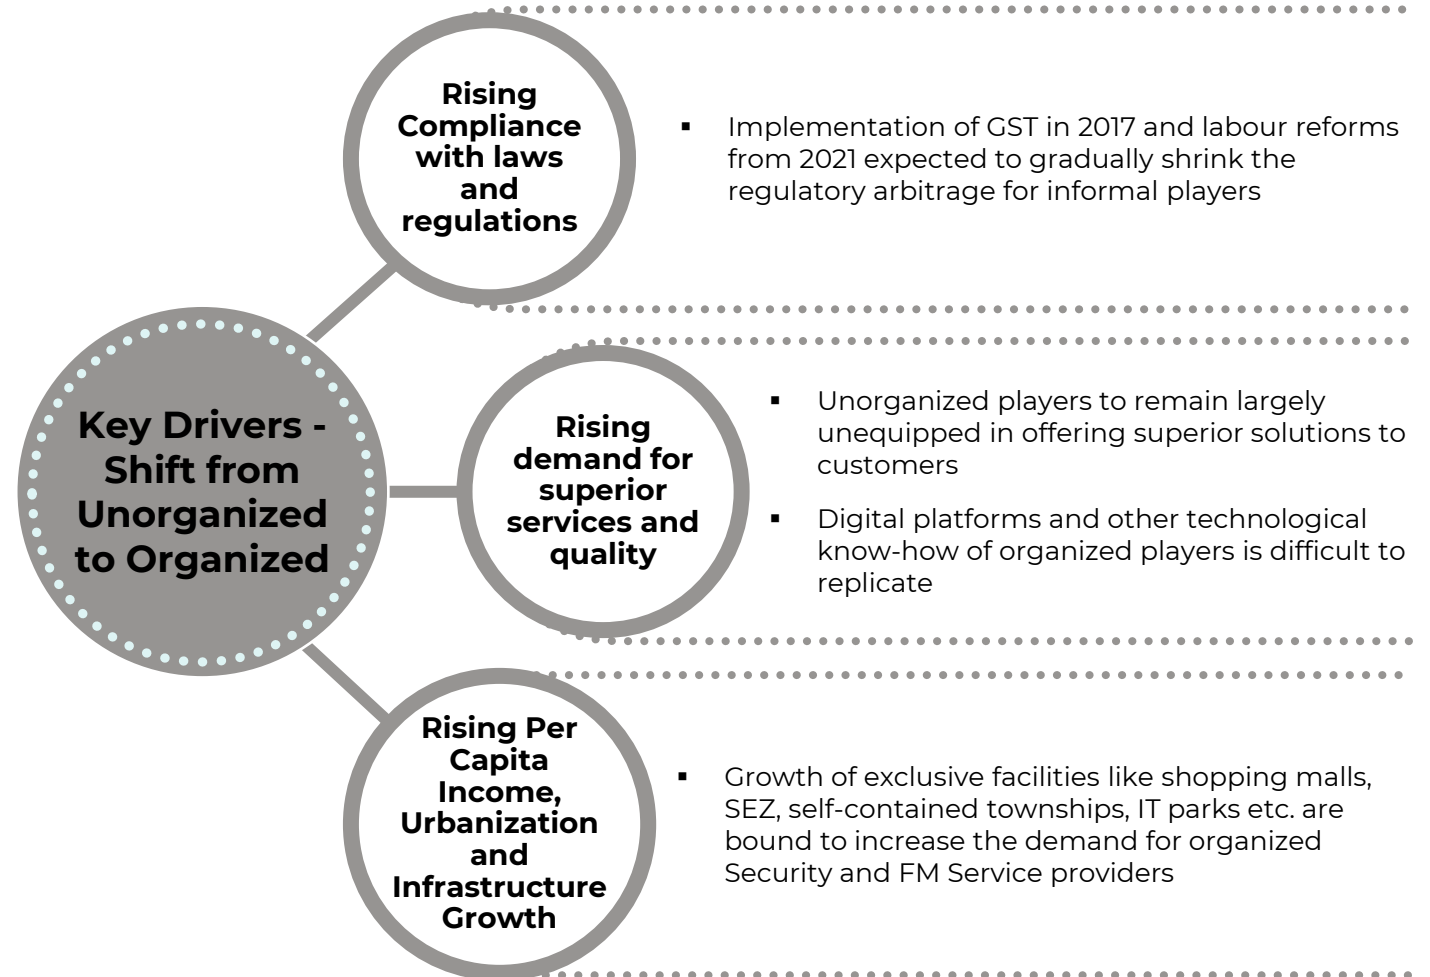 Key Drivers -
Shift from
Unorganized
to Organized
Rising
Compliance
with laws
and
regulations
▪ Implementation of GST in 2017 and labour reforms
from 2021 expected to gradually shrink the
regulatory arbitrage for informal players
Rising
demand for
superior
services and
quality
▪ Unorganized players to remain largely
unequipped in offering superior solutions to
customers
▪ Digital platforms and other technological
know-how of organized players is difficult to
replicate
Rising Per
Capita
Income,
Urbanization
and
Infrastructure
Growth
▪ Growth of exclusive facilities like shopping malls,
SEZ, self-contained townships, IT parks etc. are
bound to increase the demand for organized
Security and FM Service providers